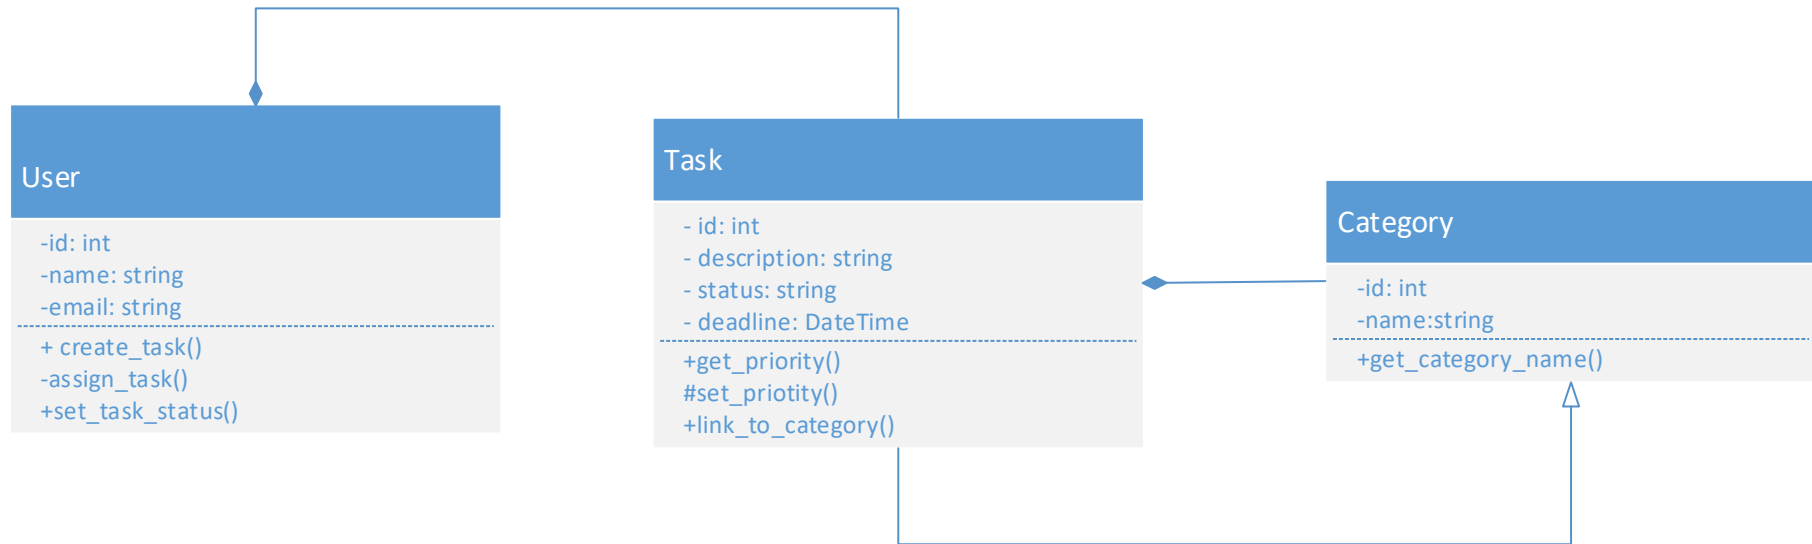 User
-id: int
-name: string
-email: string
+ create_task()
-assign_task()
+set_task_status()
Task
- id: int
- description: string
- status: string
- deadline: DateTime
+get_priority()
#set_priotity()
+link_to_category()
Category
-id: int
-name:string
+get_category_name()